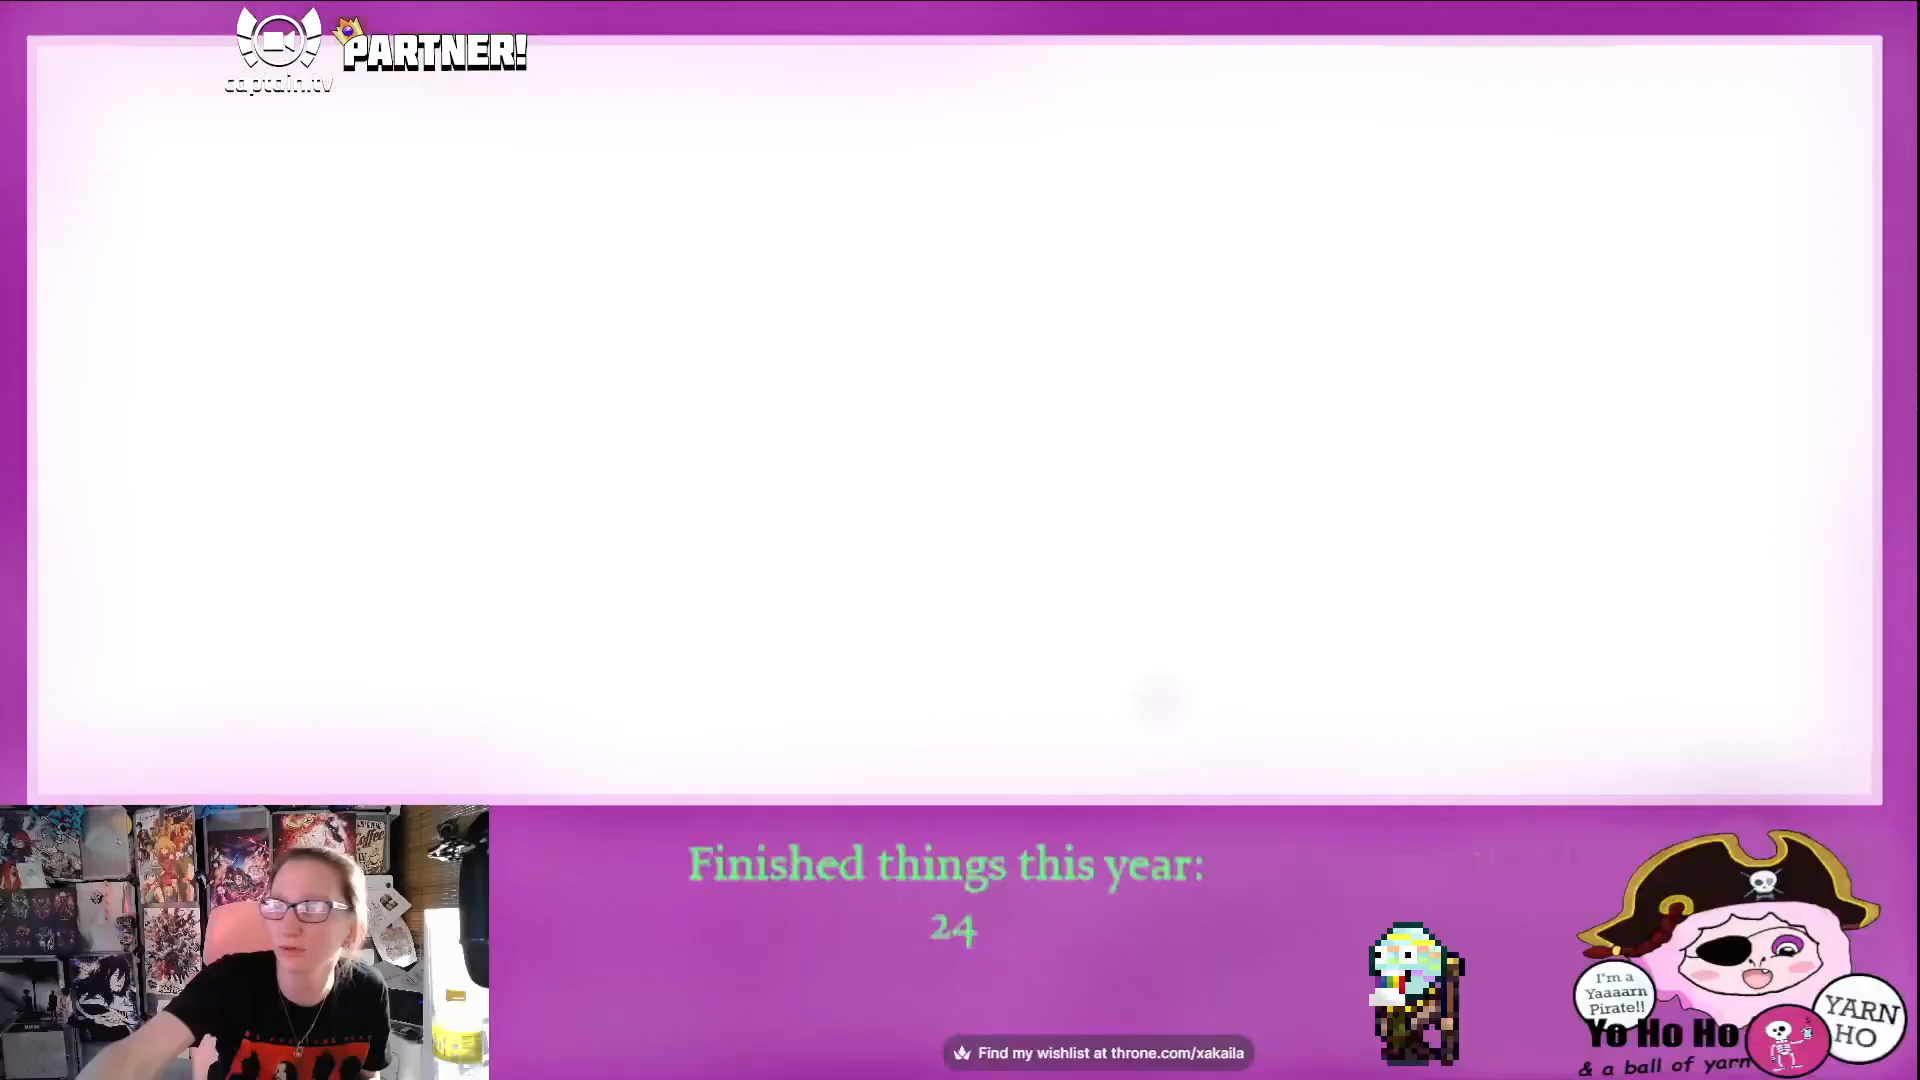 PARTNER!
captain.tv
Finished things this year:
24
Find my wishlist at throne.com/xakaila
I'm a
Yaaaarn
Pirate!!
Yo Ho Ho
& a ball of yarn
YARN
HO
Coffee